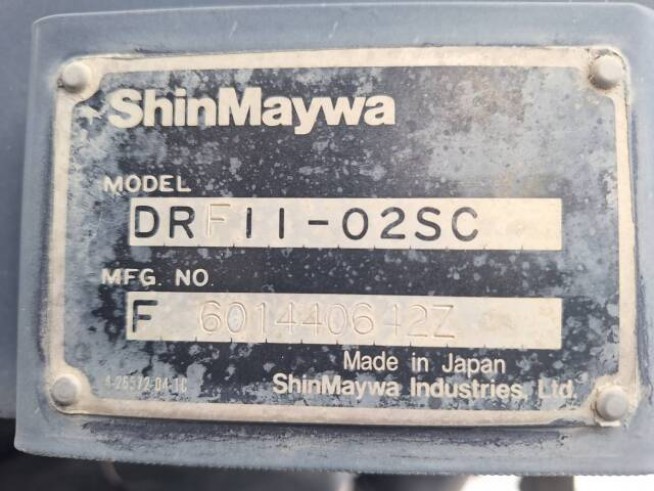 ShinMaywa
MODEL
DRF11-02SC
MFG. NO.
F 601440642Z
Made in Japan
ShinMaywa Industries, Ltd.